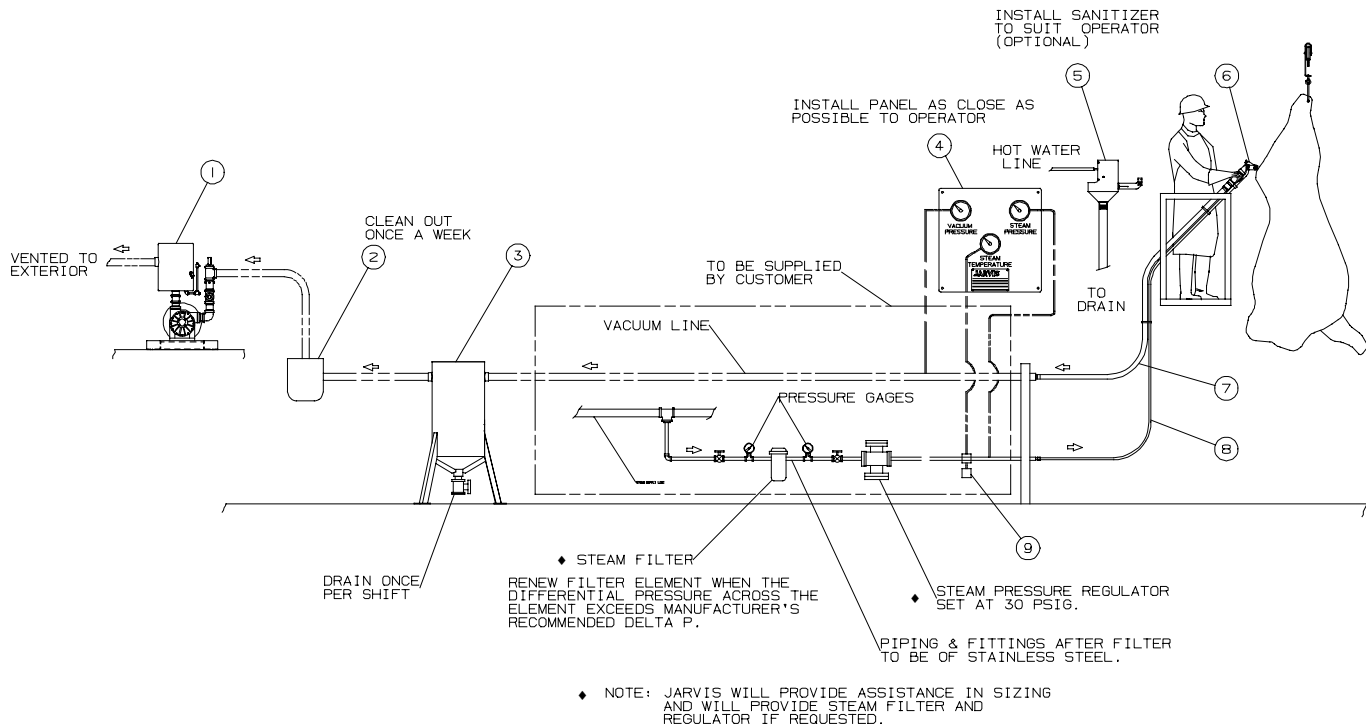 INSTALL SANITIZER
TO SUIT OPERATOR
(OPTIONAL)
5
6
INSTALL PANEL AS CLOSE AS
POSSIBLE TO OPERATOR
4
HOT WATER
LINE
1
CLEAN OUT
ONCE A WEEK
2
3
VENTED TO
EXTERIOR
VACUUM
PRESSURE
STEAM
PRESSURE
STEAM
TEMPERATURE
JARVIS
TO BE SUPPLIED
BY CUSTOMER
TO
DRAIN
VACUUM LINE
7
PRESSURE GAGES
8
9
♦ STEAM FILTER
RENEW FILTER ELEMENT WHEN THE
DIFFERENTIAL PRESSURE ACROSS THE
ELEMENT EXCEEDS MANUFACTURER'S
RECOMMENDED DELTA P.
DRAIN ONCE
PER SHIFT
♦ STEAM PRESSURE REGULATOR
SET AT 30 PSIG.
PIPING & FITTINGS AFTER FILTER
TO BE OF STAINLESS STEEL.
♦ NOTE: JARVIS WILL PROVIDE ASSISTANCE IN SIZING
AND WILL PROVIDE STEAM FILTER AND
REGULATOR IF REQUESTED.